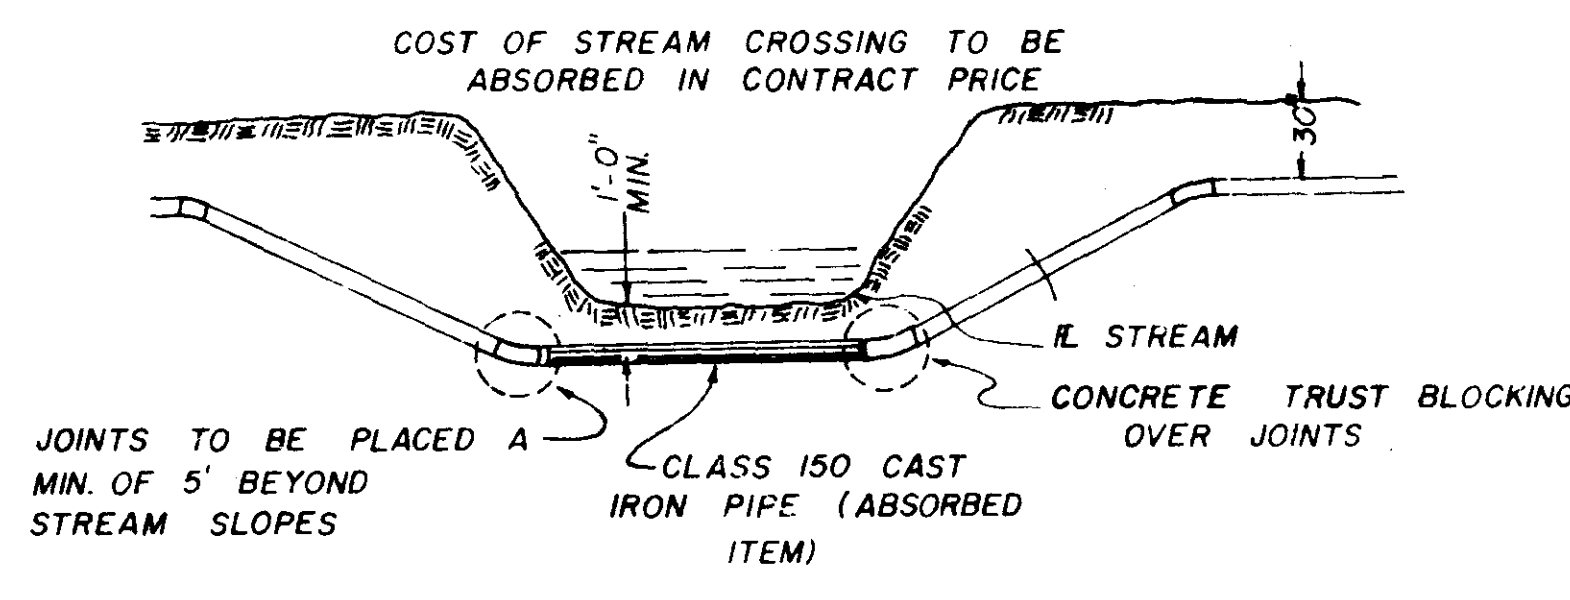 COST OF STREAM CROSSING TO BE
ABSORBED IN CONTRACT PRICE
30"
1'-0"
MIN.
STREAM
CONCRETE TRUST BLOCKING
OVER JOINTS
JOINTS TO BE PLACED A
MIN. OF 5' BEYOND
STREAM SLOPES
CLASS 150 CAST
IRON PIPE (ABSORBED
ITEM)